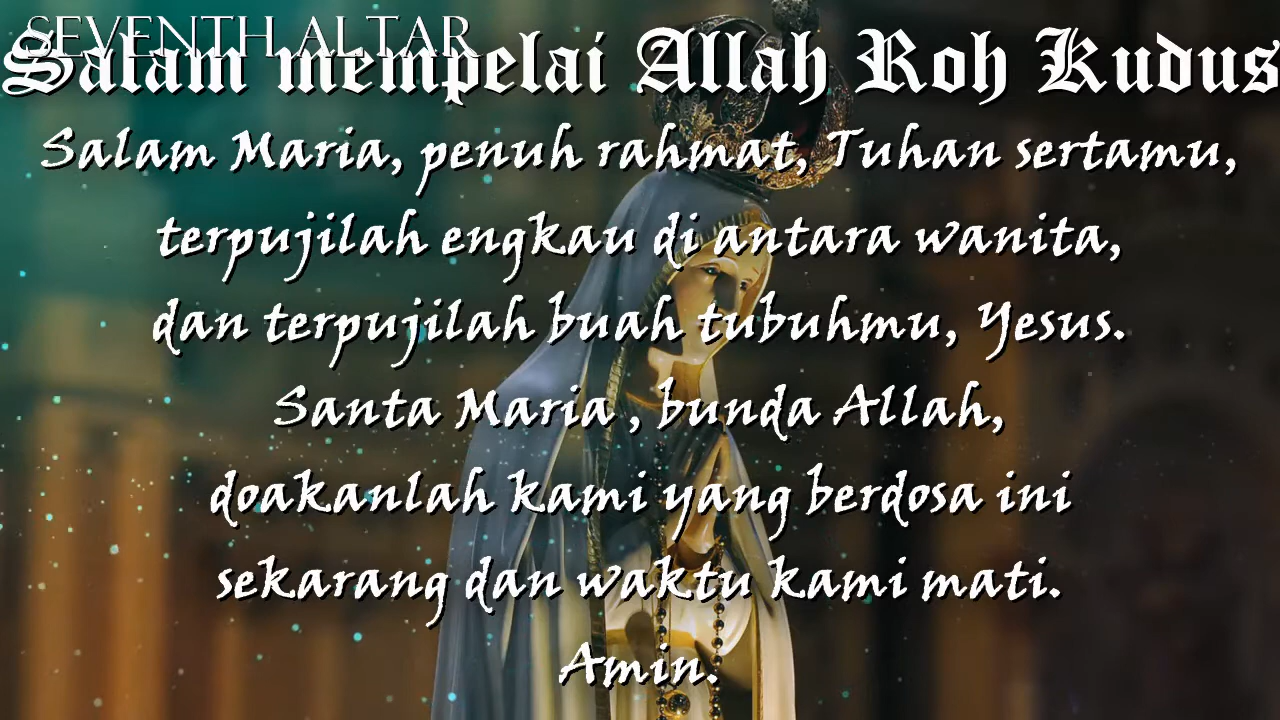 SEVENTH ALTAR
Salam mempelai Allah Roh Kudus
Salam Maria, penuh rahmat, Tuhan sertamu,
terpujilah engkau di antara wanita,
dan terpujilah buah tubuhmu, Yesus.
Santa Maria , bunda Allah,
doakanlah kami yang berdosa ini
sekarang dan waktu kami mati.
Amin.